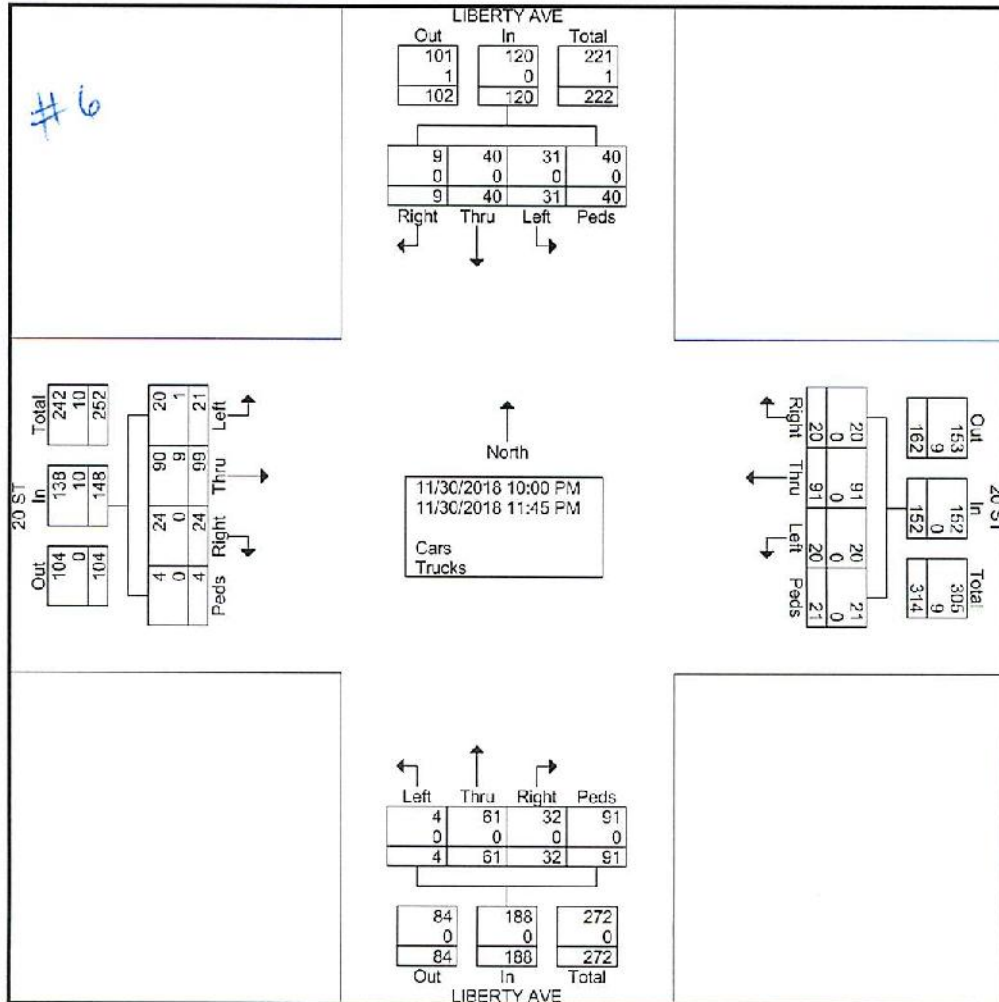 #6
LIBERTY AVE
Out In Total
101 120 221
1 0 1
102 120 222
9 40 31 40
0 0 0 0
9 40 31 40
Right Thru Left Peds
20 ST
Total In Out
242 138 104
10 10 0
252 148 104
20 90 24 4
1 9 0 0
21 99 24 4
Left Thru Right Peds
North
11/30/2018 10:00 PM
11/30/2018 11:45 PM
Cars
Trucks
20 ST
Out In Total
153 152 305
9 0 9
162 152 314
20 91 20 21
0 0 0 0
20 91 20 21
Right Thru Left Peds
Left Thru Right Peds
4 61 32 91
0 0 0 0
4 61 32 91
84 188 272
0 0 0
84 188 272
Out In Total
LIBERTY AVE